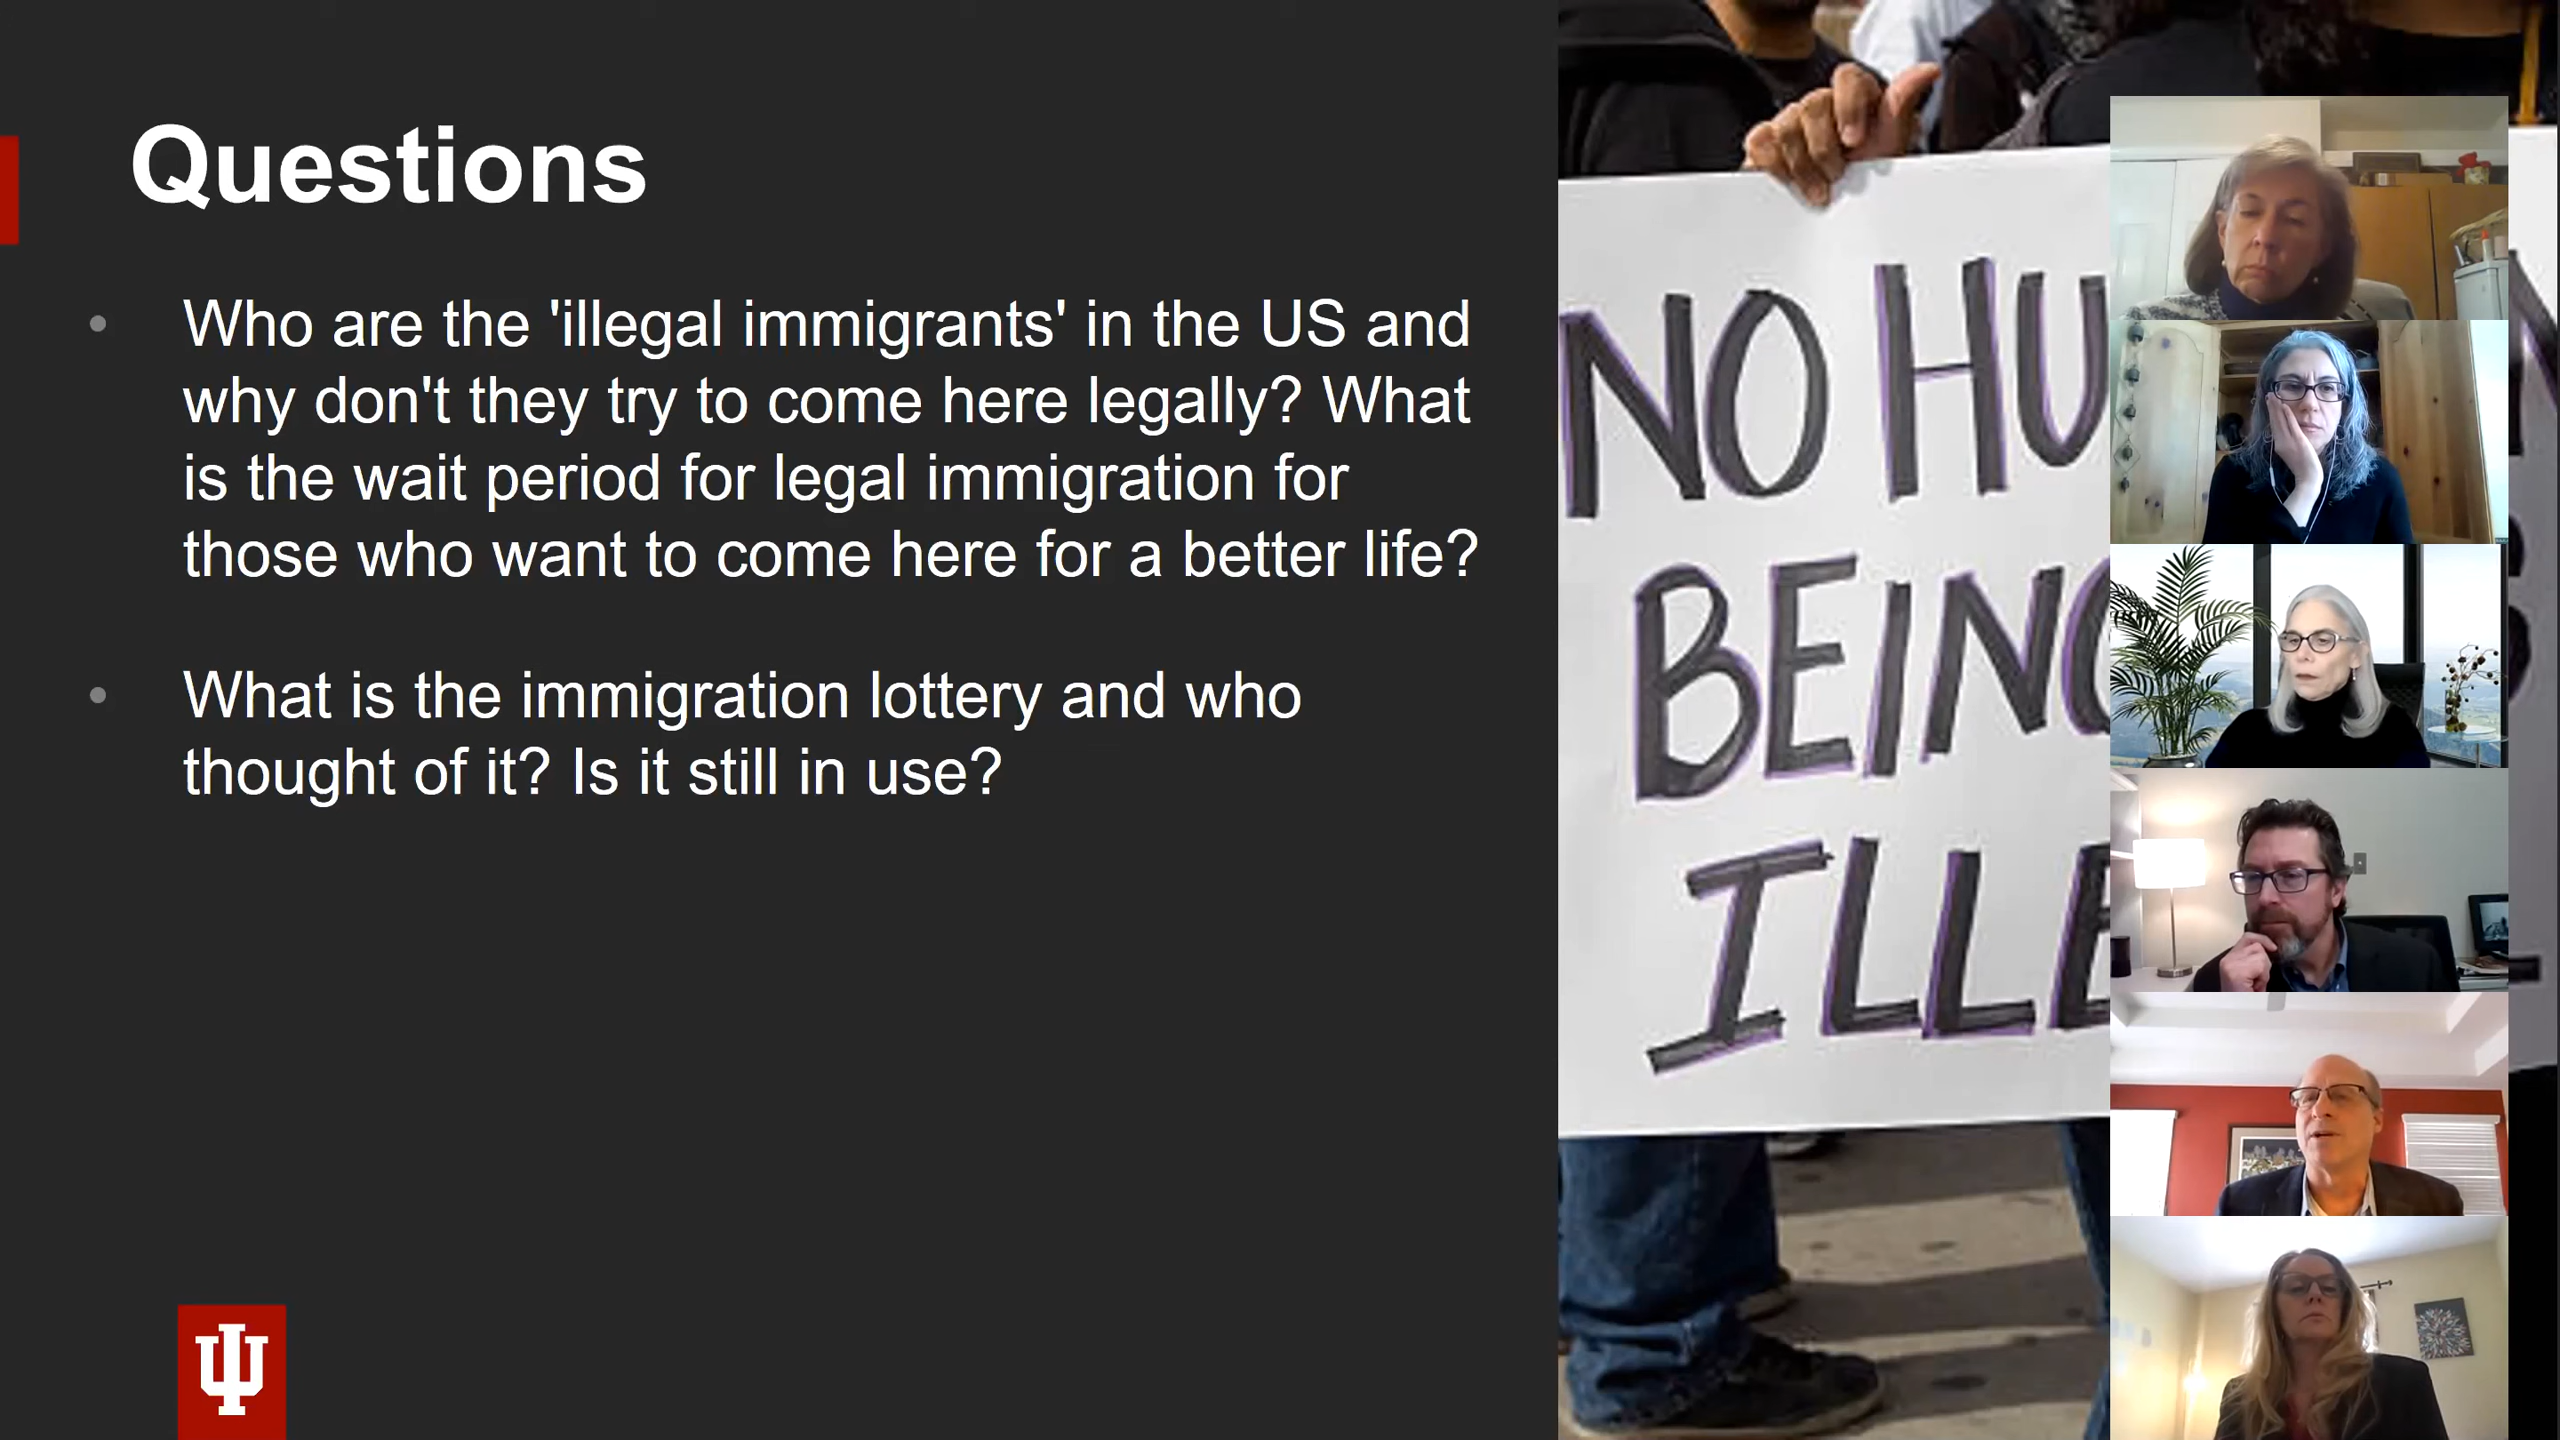 Questions
Who are the 'illegal immigrants' in the US and
why don't they try to come here legally? What
is the wait period for legal immigration for
those who want to come here for a better life?
What is the immigration lottery and who
thought of it? Is it still in use?
NO HU
BEING
ILLE